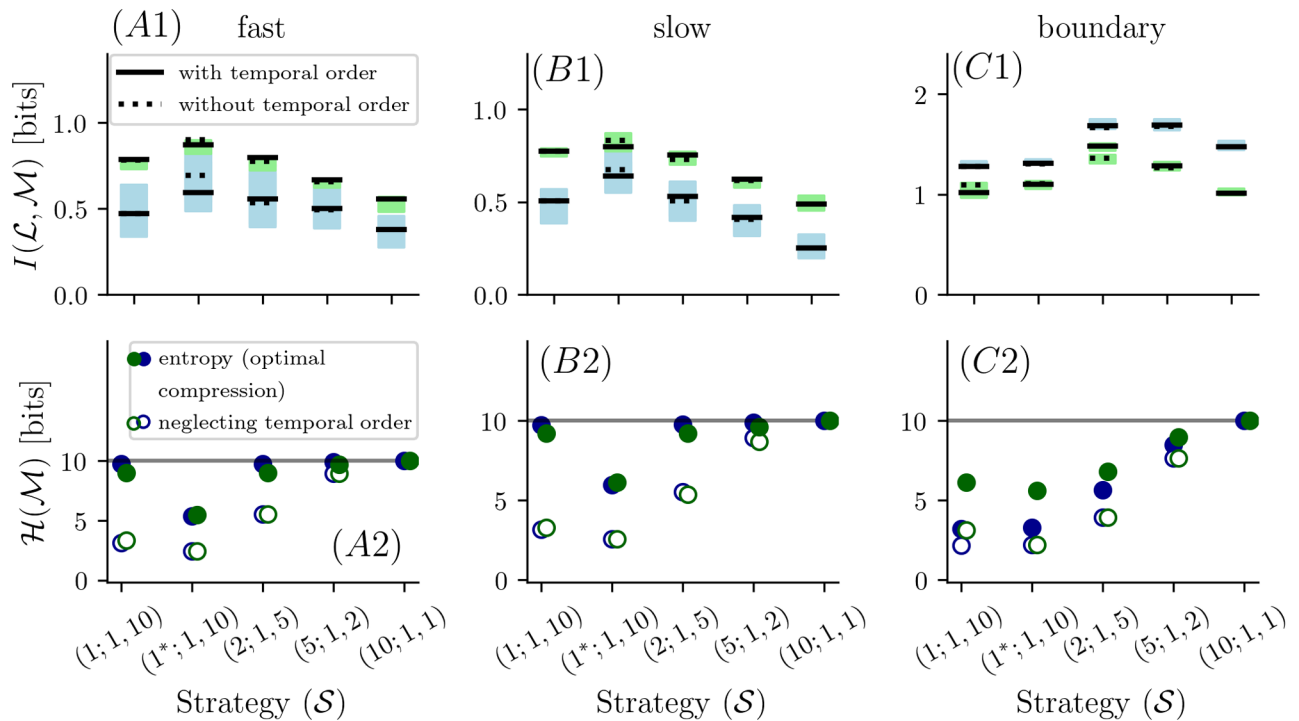 (A1) fast slow boundary
with temporal order
without temporal order
(B1)
(C1)
I(ℒ, ℳ) [bits]
1.0
0.5
0.0
1.0
0.5
0.0
2
1
0
entropy (optimal
compression)
neglecting temporal order
(A2)
(B2)
(C2)
ℋ(ℳ) [bits]
10
5
0
10
5
0
10
5
0
(1; 1, 10)
(1*; 1, 10)
(2; 1, 5)
(5; 1, 2)
(10; 1, 1)
(1; 1, 10)
(1*; 1, 10)
(2; 1, 5)
(5; 1, 2)
(10; 1, 1)
(1; 1, 10)
(1*; 1, 10)
(2; 1, 5)
(5; 1, 2)
(10; 1, 1)
Strategy (𝒮)
Strategy (𝒮)
Strategy (𝒮)